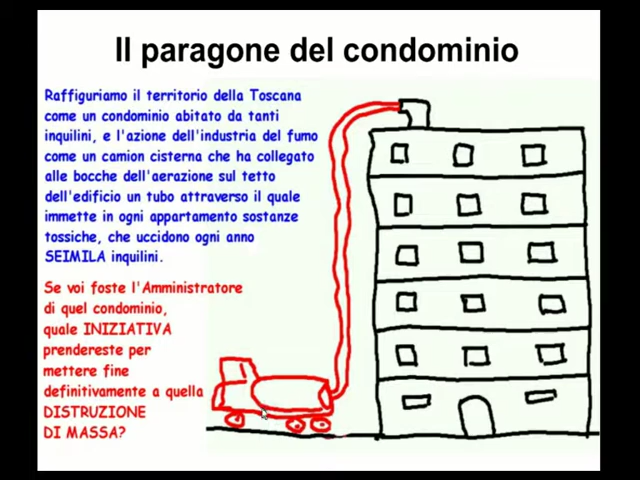 Il paragone del condominio
Raffiguriamo il territorio della Toscana
come un condominio abitato da tanti
inquilini, e l'azione dell'industria del fumo
come un camion cisterna che ha collegato
alle bocche dell'aerazione sul tetto
dell'edificio un tubo attraverso il quale
immette in ogni appartamento sostanze
tossiche, che uccidono ogni anno
SEIMILA inquilini.
Se voi foste l'Amministratore
di quel condominio,
quale INIZIATIVA
prendereste per
mettere fine
definitivamente a quella
DISTRUZIONE
DI MASSA?